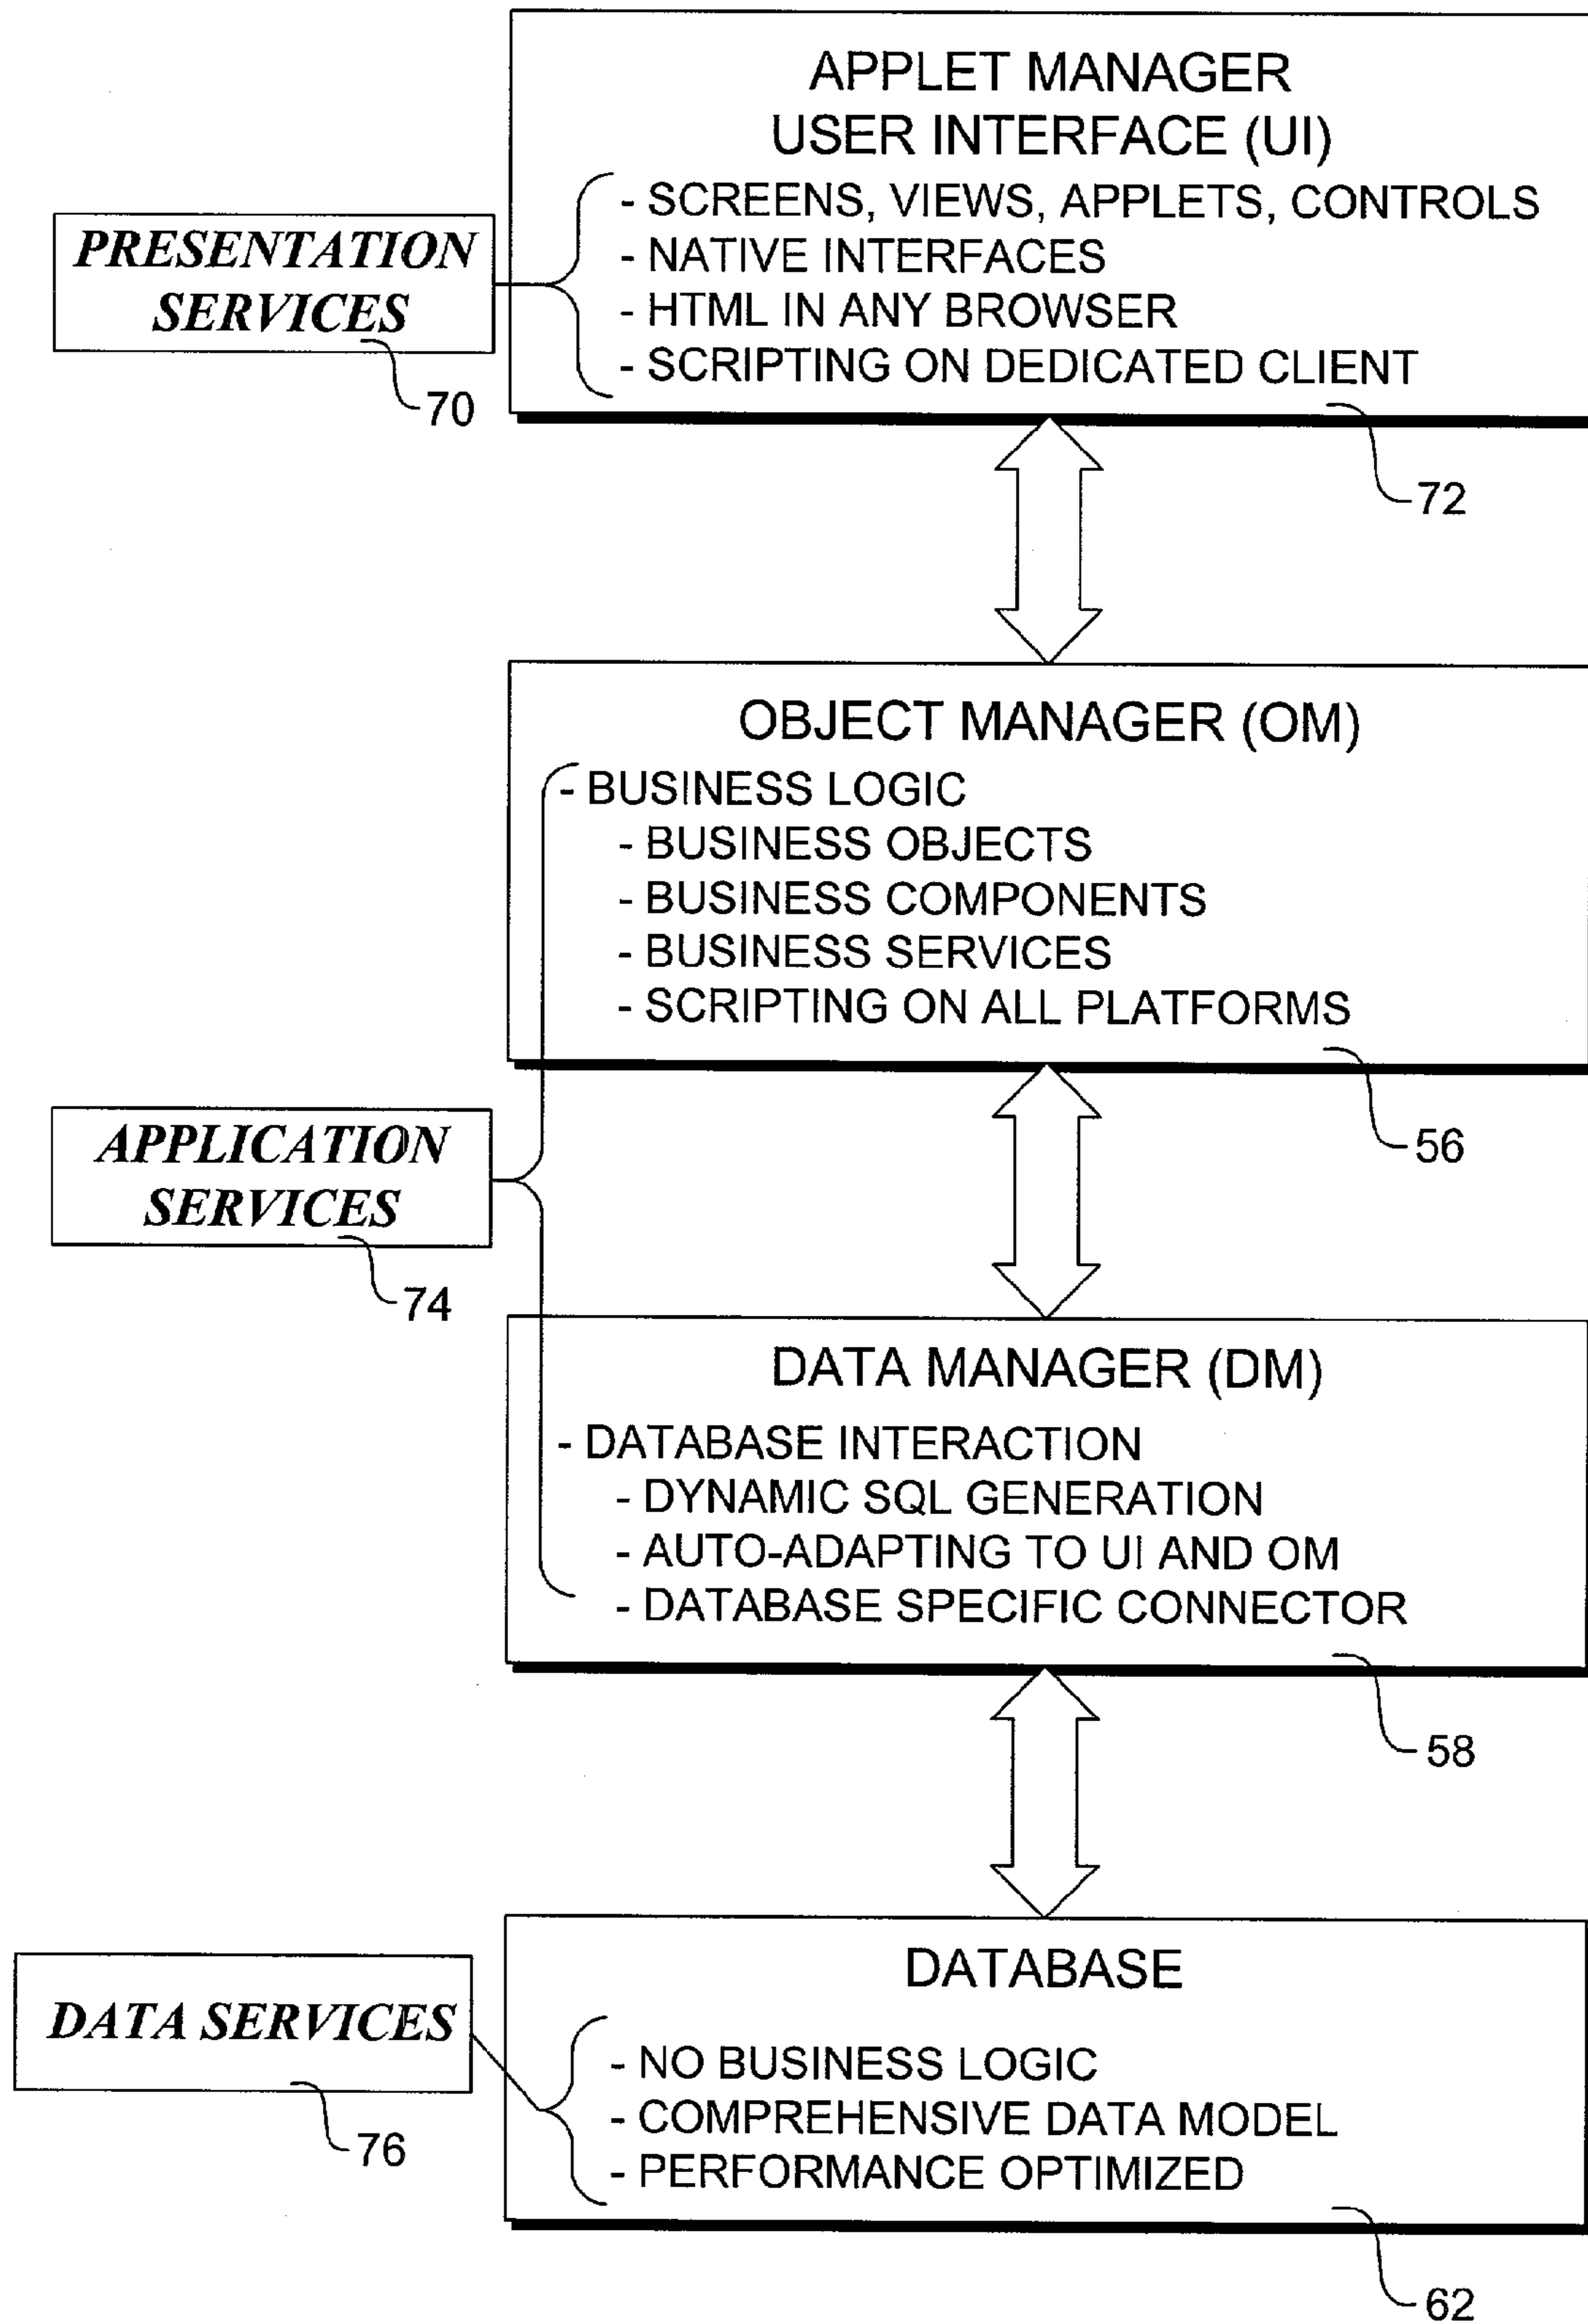 APPLET MANAGER
USER INTERFACE (UI)
- SCREENS, VIEWS, APPLETS, CONTROLS
- NATIVE INTERFACES
- HTML IN ANY BROWSER
- SCRIPTING ON DEDICATED CLIENT
PRESENTATION
SERVICES
70
72
OBJECT MANAGER (OM)
- BUSINESS LOGIC
- BUSINESS OBJECTS
- BUSINESS COMPONENTS
- BUSINESS SERVICES
- SCRIPTING ON ALL PLATFORMS
56
APPLICATION
SERVICES
74
DATA MANAGER (DM)
- DATABASE INTERACTION
- DYNAMIC SQL GENERATION
- AUTO-ADAPTING TO UI AND OM
- DATABASE SPECIFIC CONNECTOR
58
DATABASE
- NO BUSINESS LOGIC
- COMPREHENSIVE DATA MODEL
- PERFORMANCE OPTIMIZED
DATA SERVICES
76
62